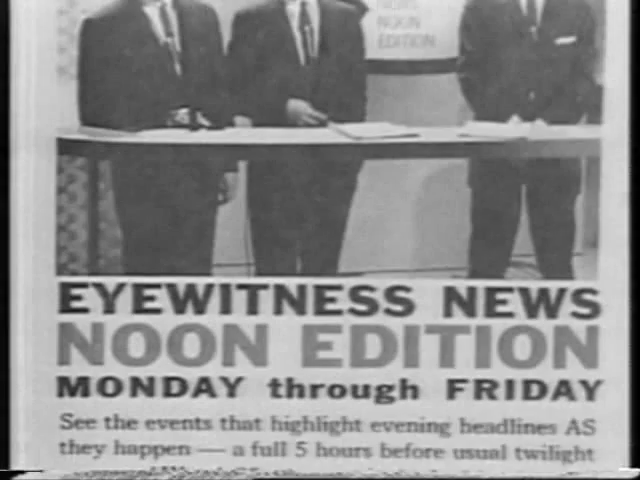 NEWS
NOON
EDITION
EYEWITNESS NEWS
NOON EDITION
MONDAY through FRIDAY
See the events that highlight evening headlines AS
they happen — a full 5 hours before usual twilight